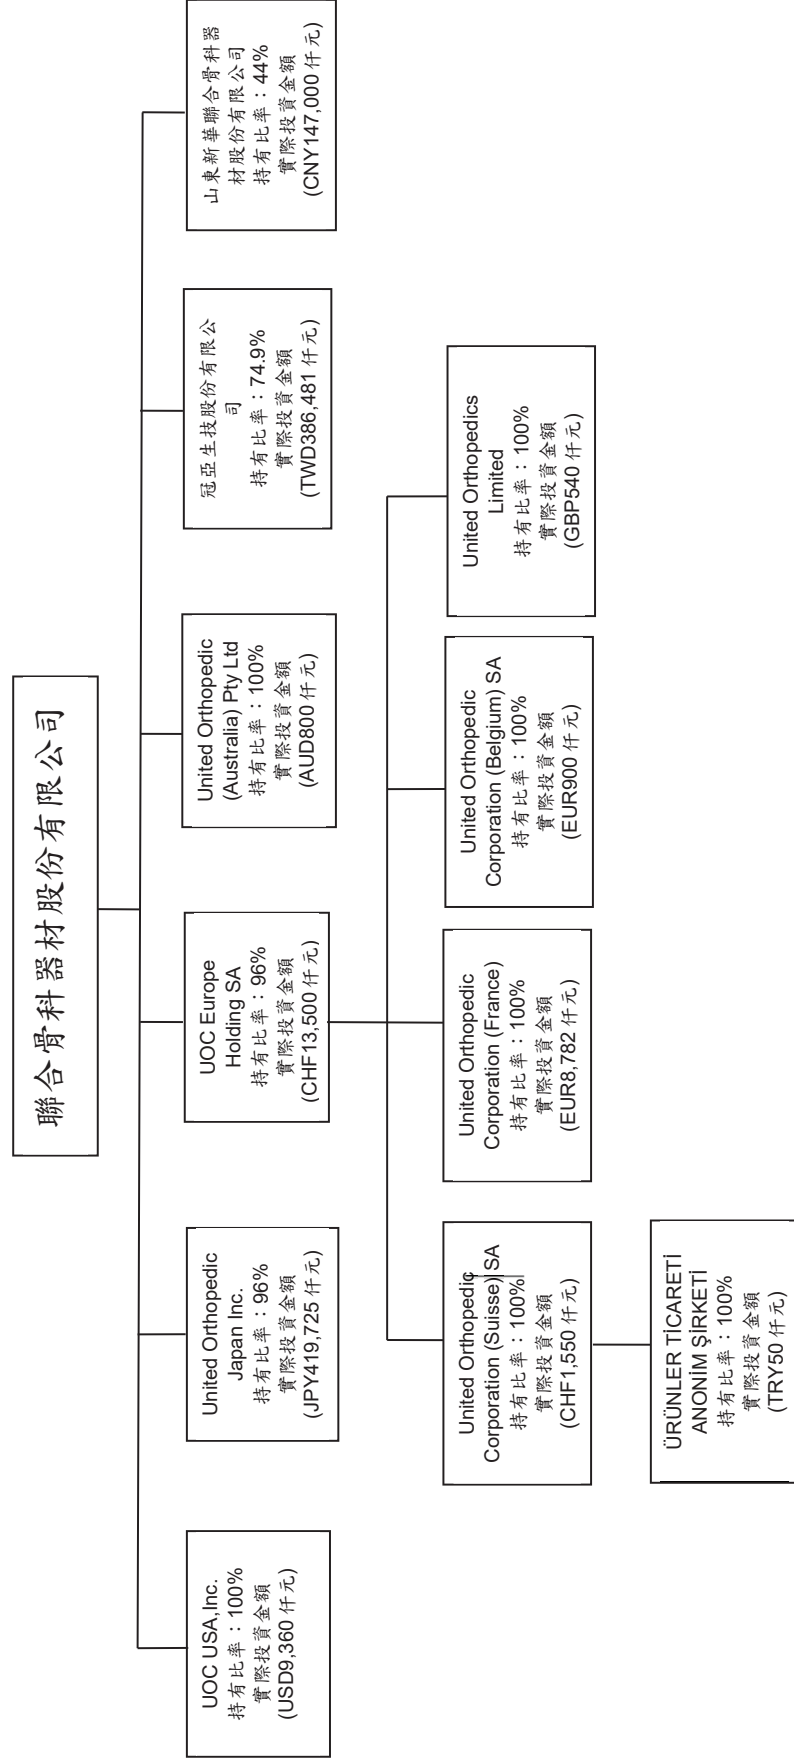 聯合骨科器材股份有限公司
UOC USA,Inc.
持有比率：100%
實際投資金額
(USD9,360 仟元)
United Orthopedic
Japan Inc.
持有比率：96%
實際投資金額
(JPY419,725 仟元)
UOC Europe
Holding SA
持有比率：96%
實際投資金額
(CHF13,500 仟元)
United Orthopedic
(Australia) Pty Ltd
持有比率：100%
實際投資金額
(AUD800 仟元)
冠亞生技股份有限公
司
持有比率：74.9%
實際投資金額
(TWD386,481 仟元)
山東新華聯合骨科器
材股份有限公司
持有比率：44%
實際投資金額
(CNY147,000 仟元)
United Orthopedic
Corporation (Suisse) SA
持有比率：100%
實際投資金額
(CHF1,550 仟元)
United Orthopedic
Corporation (France)
持有比率：100%
實際投資金額
(EUR8,782 仟元)
United Orthopedic
Corporation (Belgium) SA
持有比率：100%
實際投資金額
(EUR900 仟元)
United Orthopedics
Limited
持有比率：100%
實際投資金額
(GBP540 仟元)
ÜRÜNLER TİCARETİ
ANONİM ŞİRKETİ
持有比率：100%
實際投資金額
(TRY50 仟元)